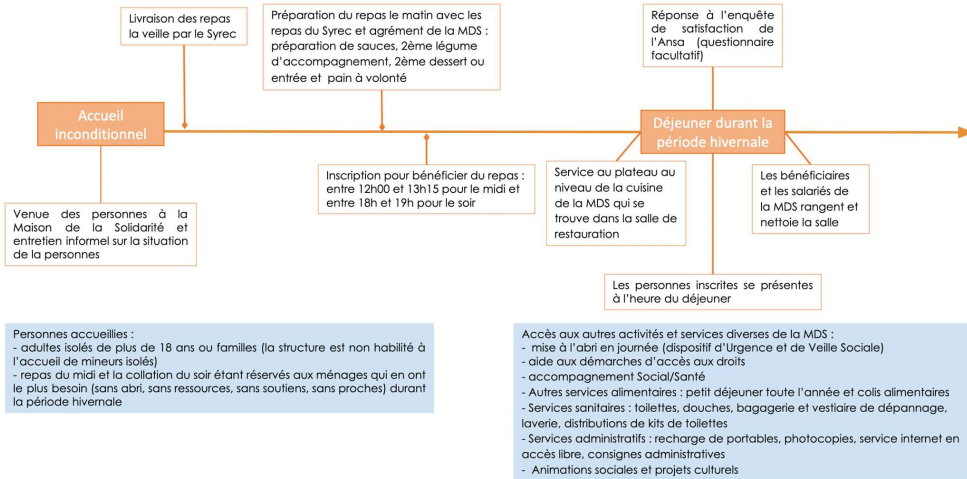 Livraison des repas
la veille par le Syrec
Préparation du repas le matin avec les
repas du Syrec et agrément de la MDS :
préparation de sauces, 2ème légume
d'accompagnement, 2ème dessert ou
entrée et pain à volonté
Réponse à l'enquête
de satisfaction de
l'Ansa (questionnaire
facultatif)
Accueil
inconditionnel
Déjeuner durant la
période hivernale
Venue des personnes à la
Maison de la Solidarité et
entretien informel sur la situation
de la personnes
Inscription pour bénéficier du repas :
entre 12h00 et 13h15 pour le midi et
entre 18h et 19h pour le soir
Service au plateau au
niveau de la cuisine
de la MDS qui se
trouve dans la salle de
restauration
Les bénéficiaires
et les salariés de
la MDS rangent et
nettoie la salle
Les personnes inscrites se présentes
à l'heure du déjeuner
Personnes accueillies :
- adultes isolés de plus de 18 ans ou familles (la structure est non habilité à
l'accueil de mineurs isolés)
- repas du midi et la collation du soir étant réservés aux ménages qui en ont
le plus besoin (sans abri, sans ressources, sans soutiens, sans proches) durant
la période hivernale
Accès aux autres activités et services diverses de la MDS :
- mise à l'abri en journée (dispositif d'Urgence et de Veille Sociale)
- aide aux démarches d'accès aux droits
- accompagnement Social/Santé
- Autres services alimentaires : petit déjeuner toute l'année et colis alimentaires
- Services sanitaires : toilettes, douches, bagagerie et vestiaire de dépannage,
laverie, distributions de kits de toilettes
- Services administratifs : recharge de portables, photocopies, service internet en
accès libre, consignes administratives
- Animations sociales et projets culturels